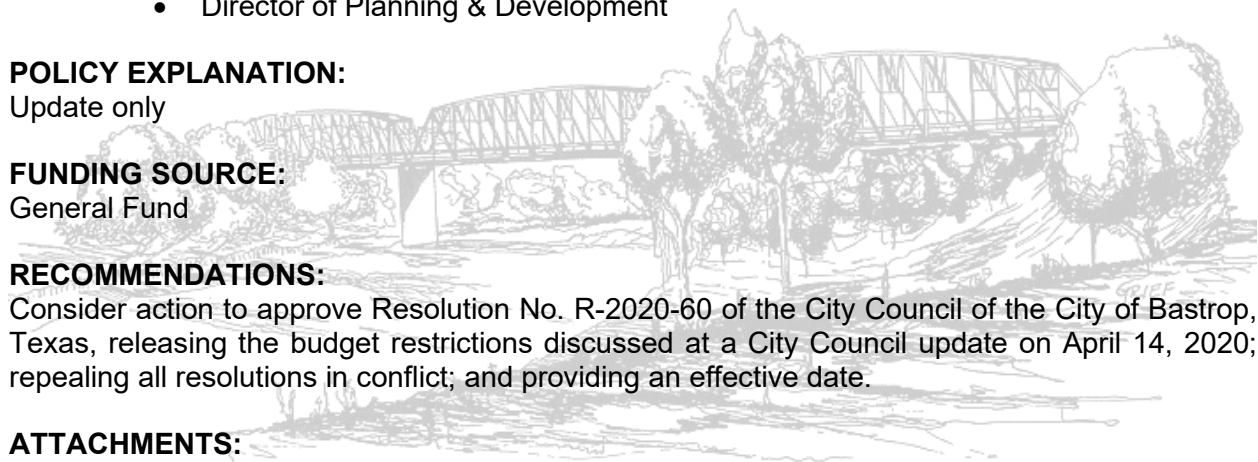 • Director of Planning & Development
POLICY EXPLANATION:
Update only
FUNDING SOURCE:
General Fund
RECOMMENDATIONS:
Consider action to approve Resolution No. R-2020-60 of the City Council of the City of Bastrop,
Texas, releasing the budget restrictions discussed at a City Council update on April 14, 2020;
repealing all resolutions in conflict; and providing an effective date.
ATTACHMENTS: